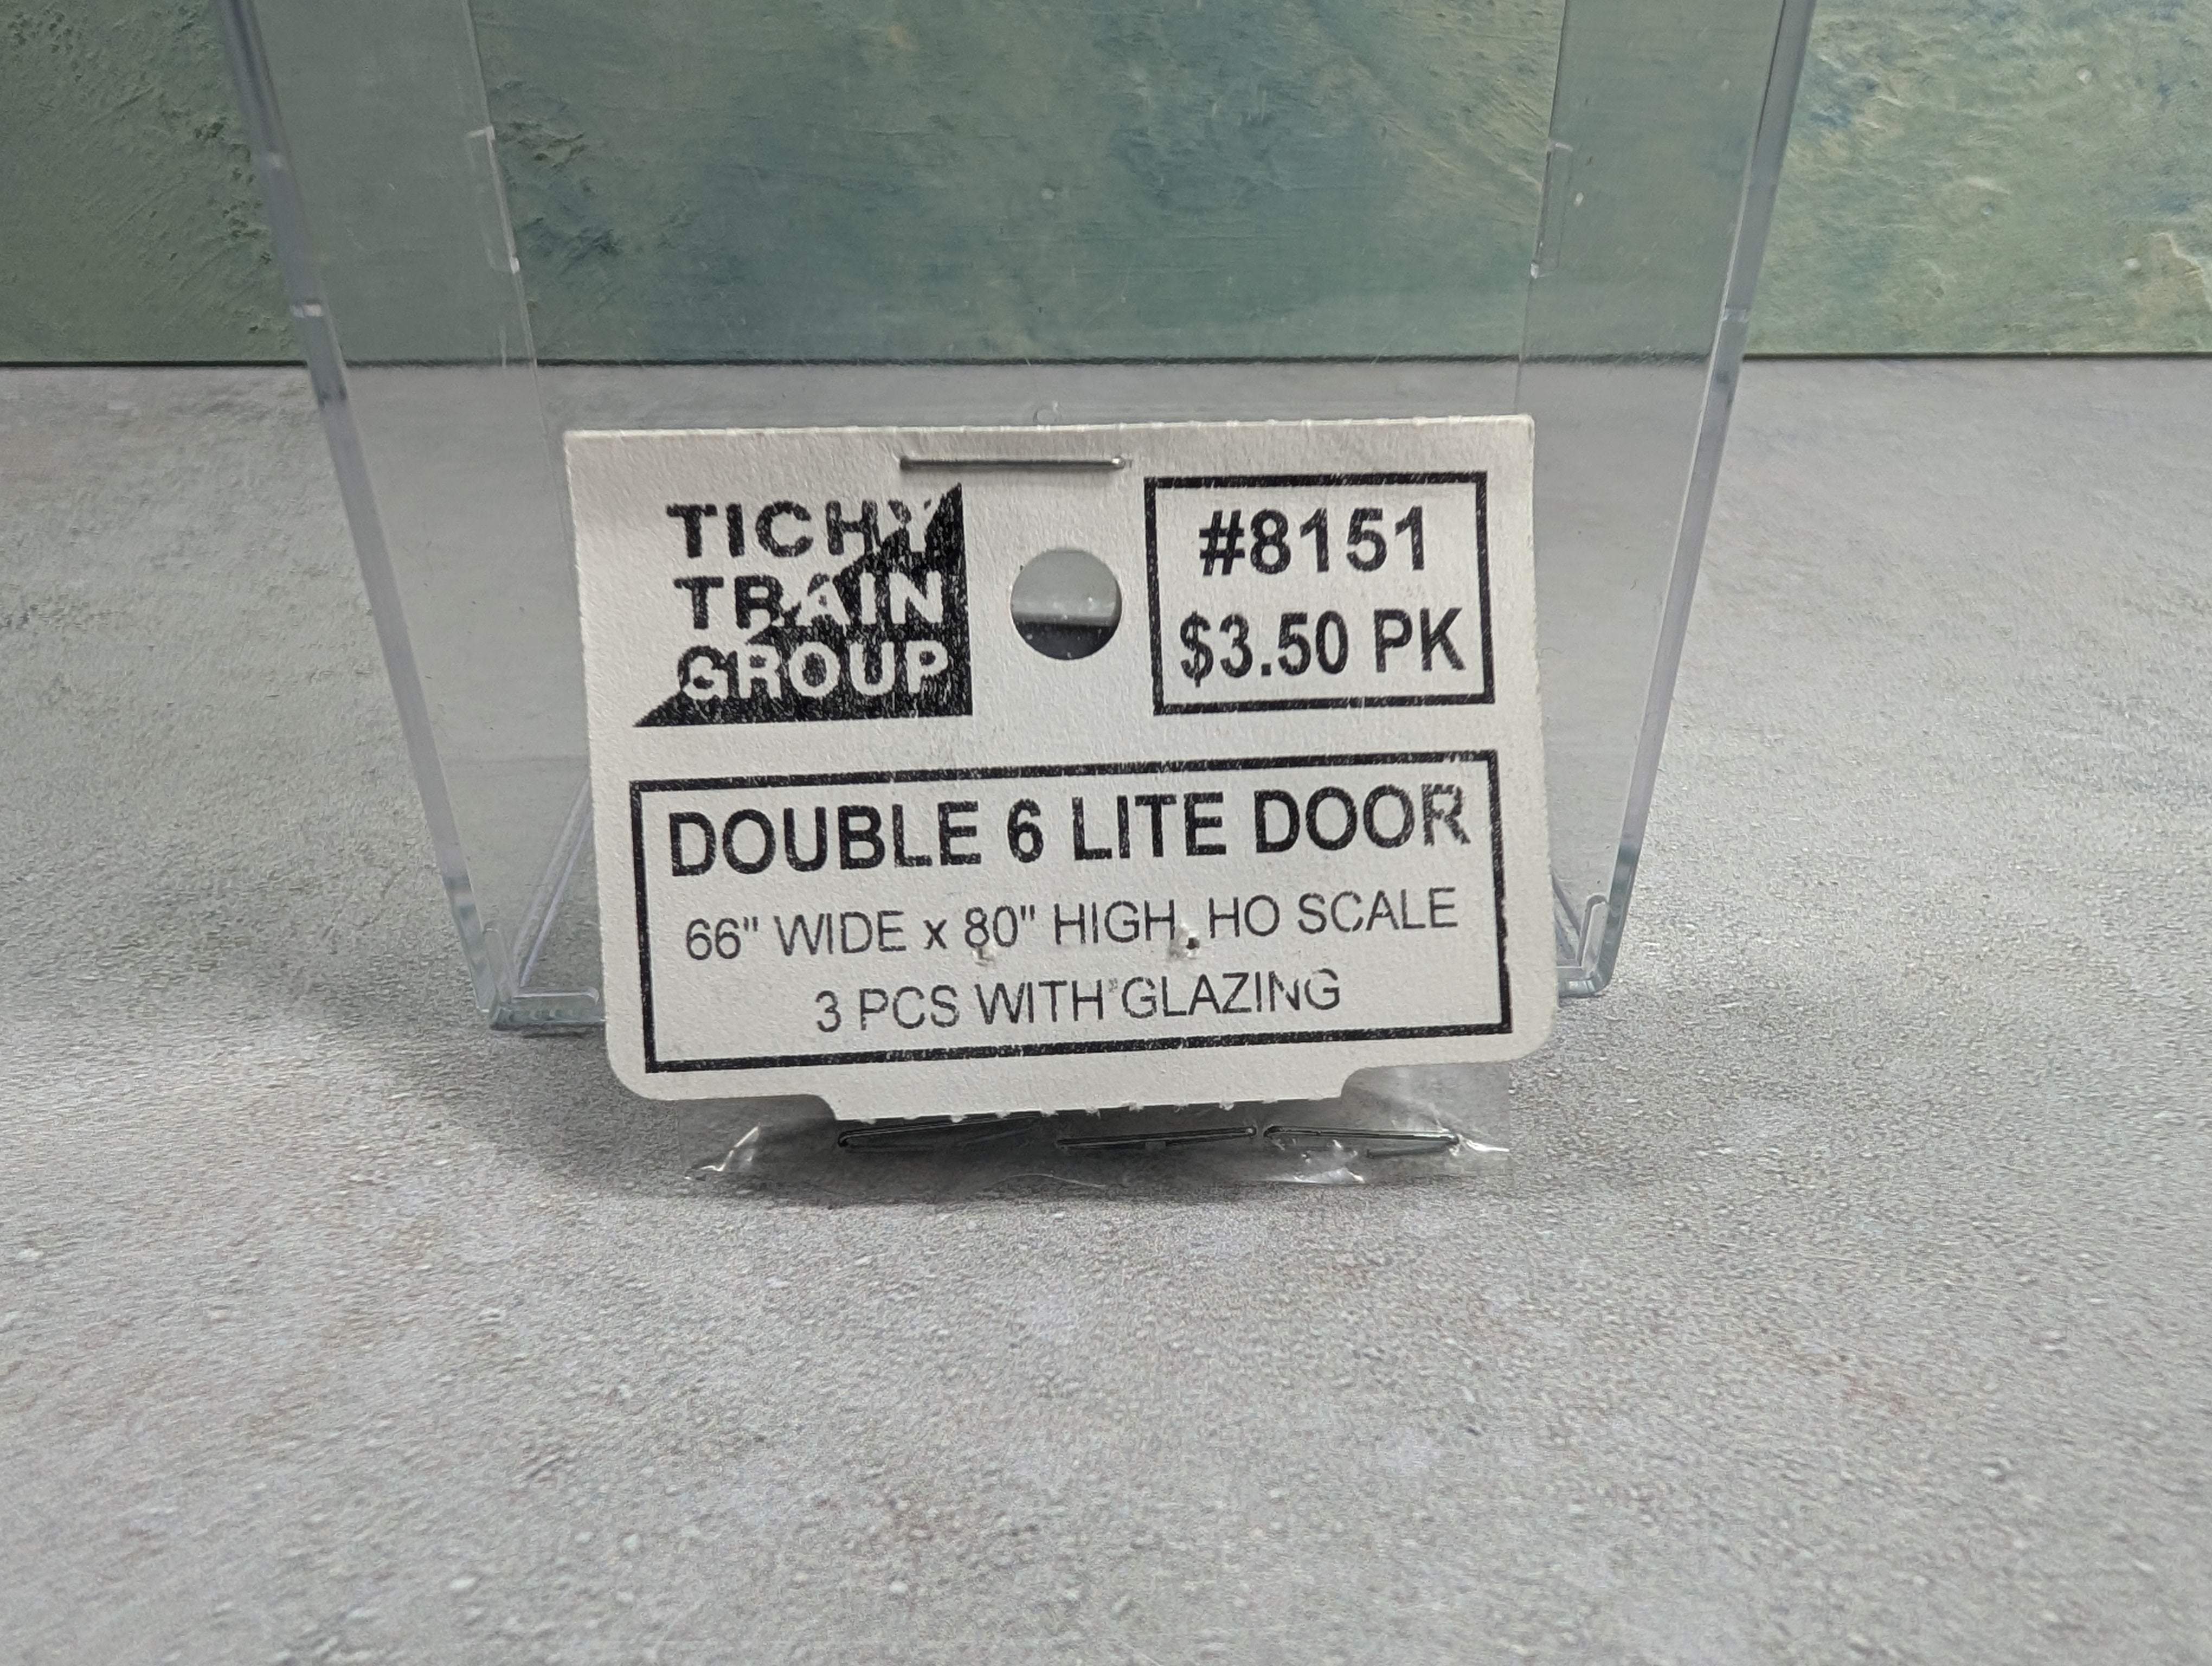 TICHY
TRAIN
GROUP
#8151
$3.50 PK
DOUBLE 6 LITE DOOR
66" WIDE x 80" HIGH, HO SCALE
3 PCS WITH GLAZING